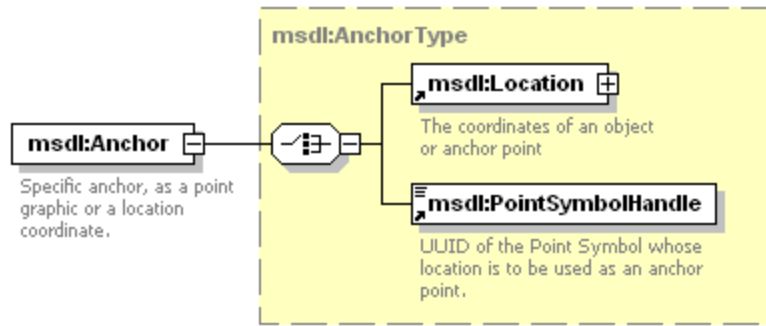 msdl:AnchorType
msdl:Location
The coordinates of an object
or anchor point
msdl:Anchor
Specific anchor, as a point
graphic or a location
coordinate.
msdl:PointSymbolHandle
UUID of the Point Symbol whose
location is to be used as an anchor
point.